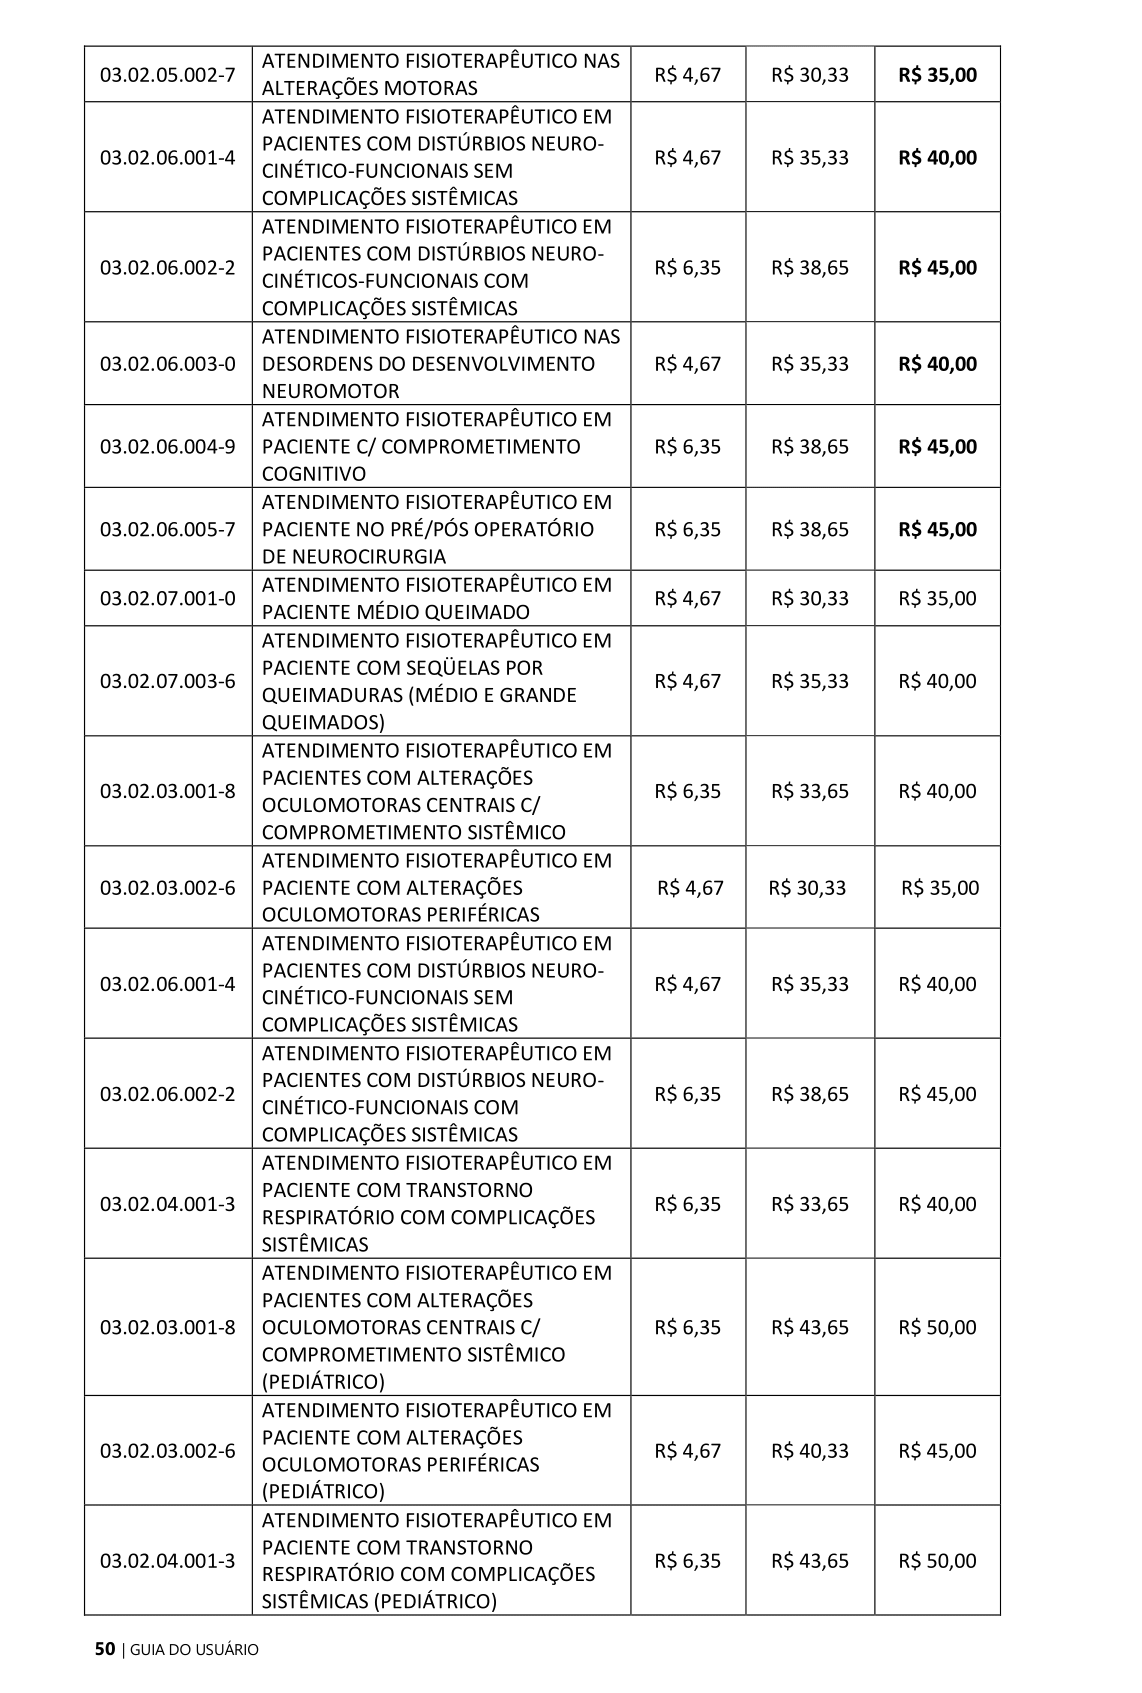 03.02.05.002-7
ATENDIMENTO FISIOTERAPÊUTICO NAS
ALTERAÇÕES MOTORAS
R$ 4,67
R$ 30,33
R$ 35,00
03.02.06.001-4
ATENDIMENTO FISIOTERAPÊUTICO EM
PACIENTES COM DISTÚRBIOS NEURO-
CINÉTICO-FUNCIONAIS SEM
COMPLICAÇÕES SISTÊMICAS
R$ 4,67
R$ 35,33
R$ 40,00
03.02.06.002-2
ATENDIMENTO FISIOTERAPÊUTICO EM
PACIENTES COM DISTÚRBIOS NEURO-
CINÉTICOS-FUNCIONAIS COM
COMPLICAÇÕES SISTÊMICAS
R$ 6,35
R$ 38,65
R$ 45,00
03.02.06.003-0
ATENDIMENTO FISIOTERAPÊUTICO NAS
DESORDENS DO DESENVOLVIMENTO
NEUROMOTOR
R$ 4,67
R$ 35,33
R$ 40,00
03.02.06.004-9
ATENDIMENTO FISIOTERAPÊUTICO EM
PACIENTE C/ COMPROMETIMENTO
COGNITIVO
R$ 6,35
R$ 38,65
R$ 45,00
03.02.06.005-7
ATENDIMENTO FISIOTERAPÊUTICO EM
PACIENTE NO PRÉ/PÓS OPERATÓRIO
DE NEUROCIRURGIA
R$ 6,35
R$ 38,65
R$ 45,00
03.02.07.001-0
ATENDIMENTO FISIOTERAPÊUTICO EM
PACIENTE MÉDIO QUEIMADO
R$ 4,67
R$ 30,33
R$ 35,00
03.02.07.003-6
ATENDIMENTO FISIOTERAPÊUTICO EM
PACIENTE COM SEQÜELAS POR
QUEIMADURAS (MÉDIO E GRANDE
QUEIMADOS)
R$ 4,67
R$ 35,33
R$ 40,00
03.02.03.001-8
ATENDIMENTO FISIOTERAPÊUTICO EM
PACIENTES COM ALTERAÇÕES
OCULOMOTORAS CENTRAIS C/
COMPROMETIMENTO SISTÊMICO
R$ 6,35
R$ 33,65
R$ 40,00
03.02.03.002-6
ATENDIMENTO FISIOTERAPÊUTICO EM
PACIENTE COM ALTERAÇÕES
OCULOMOTORAS PERIFÉRICAS
R$ 4,67
R$ 30,33
R$ 35,00
03.02.06.001-4
ATENDIMENTO FISIOTERAPÊUTICO EM
PACIENTES COM DISTÚRBIOS NEURO-
CINÉTICO-FUNCIONAIS SEM
COMPLICAÇÕES SISTÊMICAS
R$ 4,67
R$ 35,33
R$ 40,00
03.02.06.002-2
ATENDIMENTO FISIOTERAPÊUTICO EM
PACIENTES COM DISTÚRBIOS NEURO-
CINÉTICO-FUNCIONAIS COM
COMPLICAÇÕES SISTÊMICAS
R$ 6,35
R$ 38,65
R$ 45,00
03.02.04.001-3
ATENDIMENTO FISIOTERAPÊUTICO EM
PACIENTE COM TRANSTORNO
RESPIRATÓRIO COM COMPLICAÇÕES
SISTÊMICAS
R$ 6,35
R$ 33,65
R$ 40,00
03.02.03.001-8
ATENDIMENTO FISIOTERAPÊUTICO EM
PACIENTES COM ALTERAÇÕES
OCULOMOTORAS CENTRAIS C/
COMPROMETIMENTO SISTÊMICO
(PEDIÁTRICO)
R$ 6,35
R$ 43,65
R$ 50,00
03.02.03.002-6
ATENDIMENTO FISIOTERAPÊUTICO EM
PACIENTE COM ALTERAÇÕES
OCULOMOTORAS PERIFÉRICAS
(PEDIÁTRICO)
R$ 4,67
R$ 40,33
R$ 45,00
03.02.04.001-3
ATENDIMENTO FISIOTERAPÊUTICO EM
PACIENTE COM TRANSTORNO
RESPIRATÓRIO COM COMPLICAÇÕES
SISTÊMICAS (PEDIÁTRICO)
R$ 6,35
R$ 43,65
R$ 50,00
50 | GUIA DO USUÁRIO